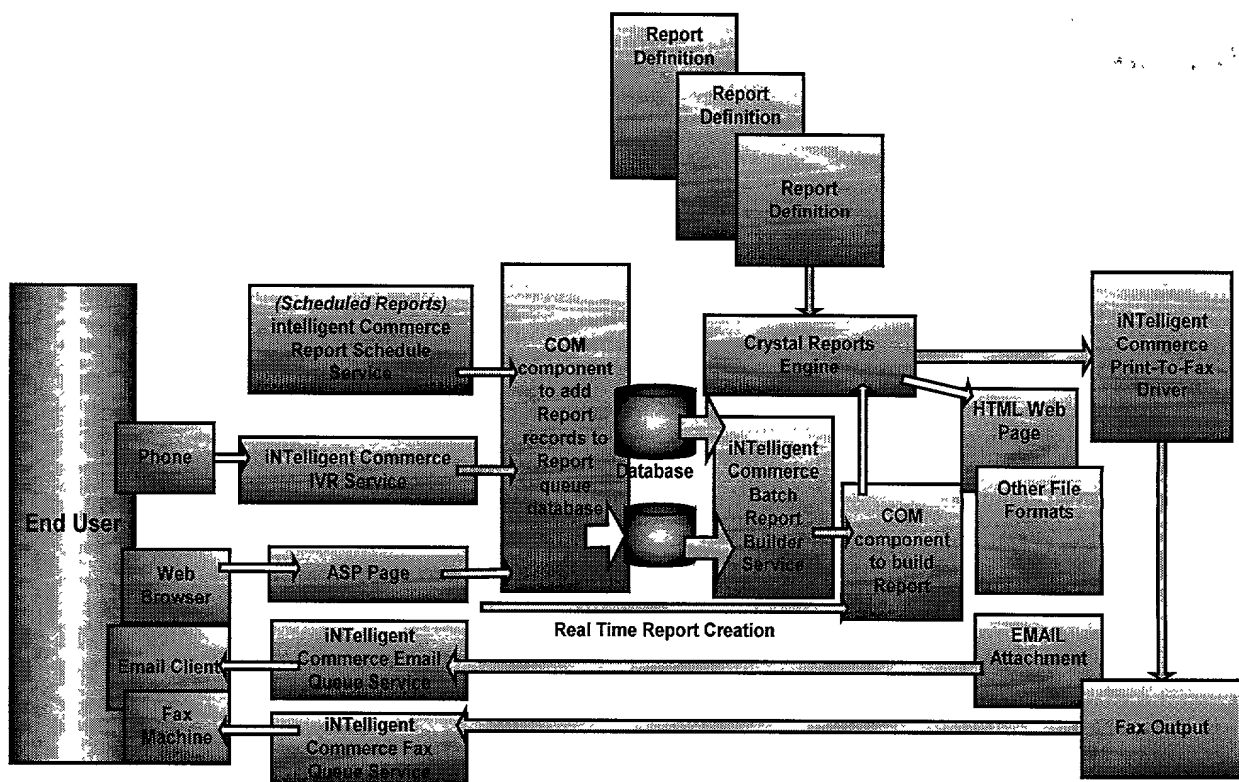 Report
Definition
Report
Definition
Report
Definition
(Scheduled Reports)
intelligent Commerce
Report Schedule
Service
COM
component
to add
Report
records to
Report
queue
database
Crystal Reports
Engine
iNTelligent
Commerce
Print-To-Fax
Driver
HTML Web
Page
Phone
iNTelligent Commerce
IVR Service
Database
iNTelligent
Commerce
Batch
Report
Builder
Service
Other File
Formats
End User
COM
component
to build
Report
Web
Browser
ASP Page
Real Time Report Creation
Email Client
iNTelligent
Commerce Email
Queue Service
EMAIL
Attachment
Fax
Machine
iNTelligent
Commerce Fax
Queue Service
Fax Output